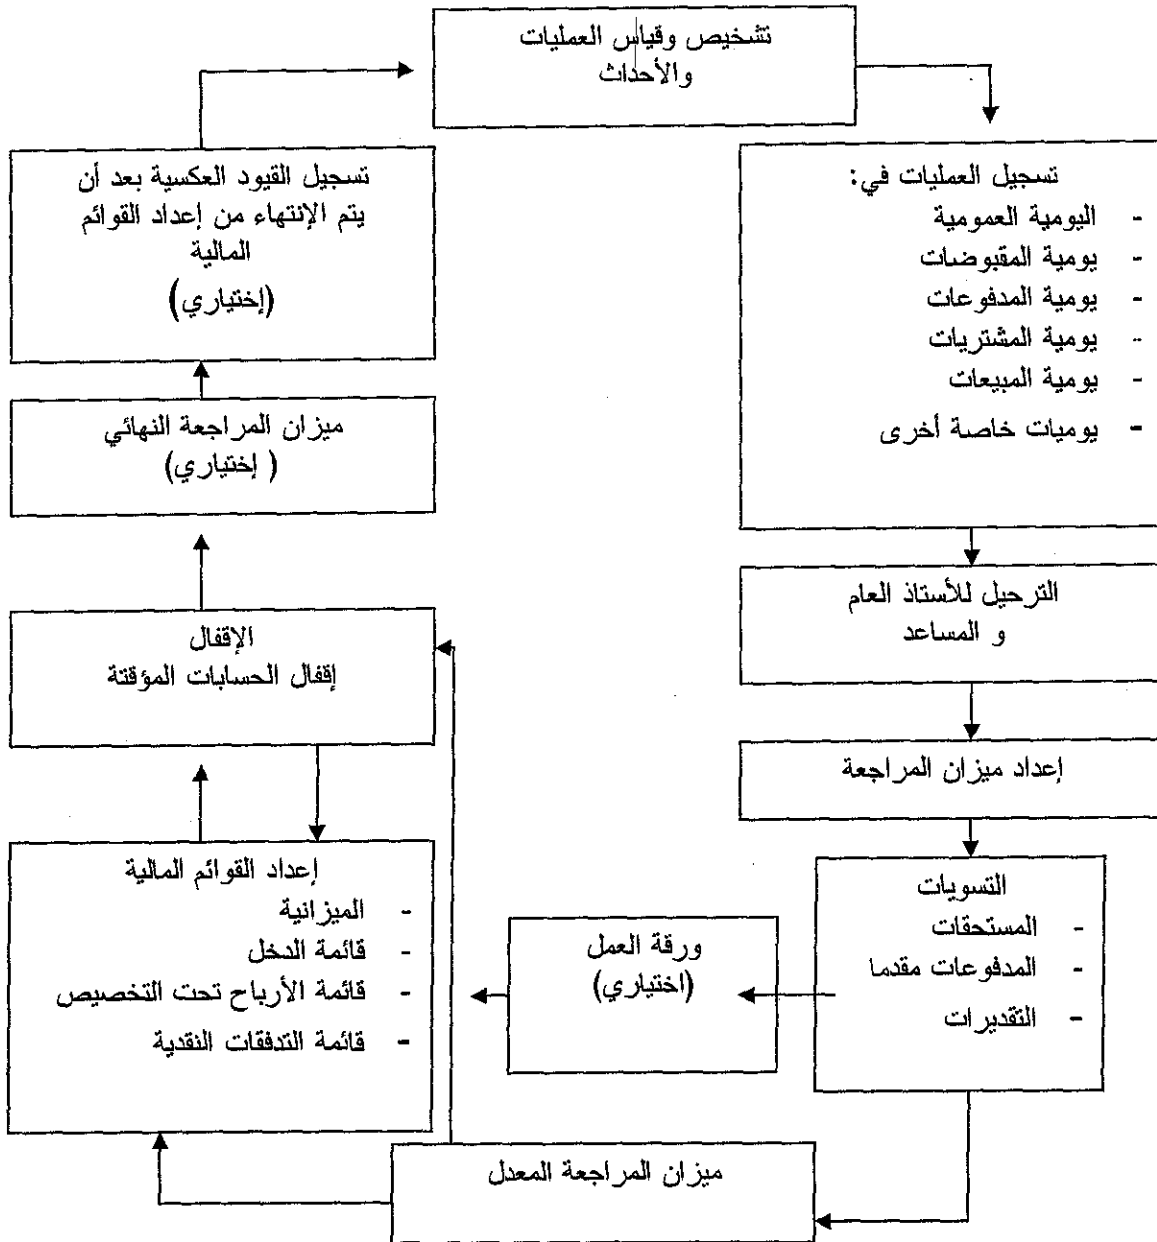 تشخيص وقياس العمليات
والأحداث
تسجيل العمليات في:
- اليومية العمومية
- يومية المقبوضات
- يومية المدفوعات
- يومية المشتريات
- يومية المبيعات
- يوميات خاصة أخرى
الترحيل للأستاذ العام
و المساعد
إعداد ميزان المراجعة
التسويات
- المستحقات
- المدفوعات مقدما
- التقديرات
ورقة العمل
(اختياري)
ميزان المراجعة المعدل
إعداد القوائم المالية
- الميزانية
- قائمة الدخل
- قائمة الأرباح تحت التخصيص
- قائمة التدفقات النقدية
الإقفال
إقفال الحسابات المؤقتة
ميزان المراجعة النهائي
( إختياري)
تسجيل القيود العكسية بعد أن
يتم الإنتهاء من إعداد القوائم
المالية
(إختياري)